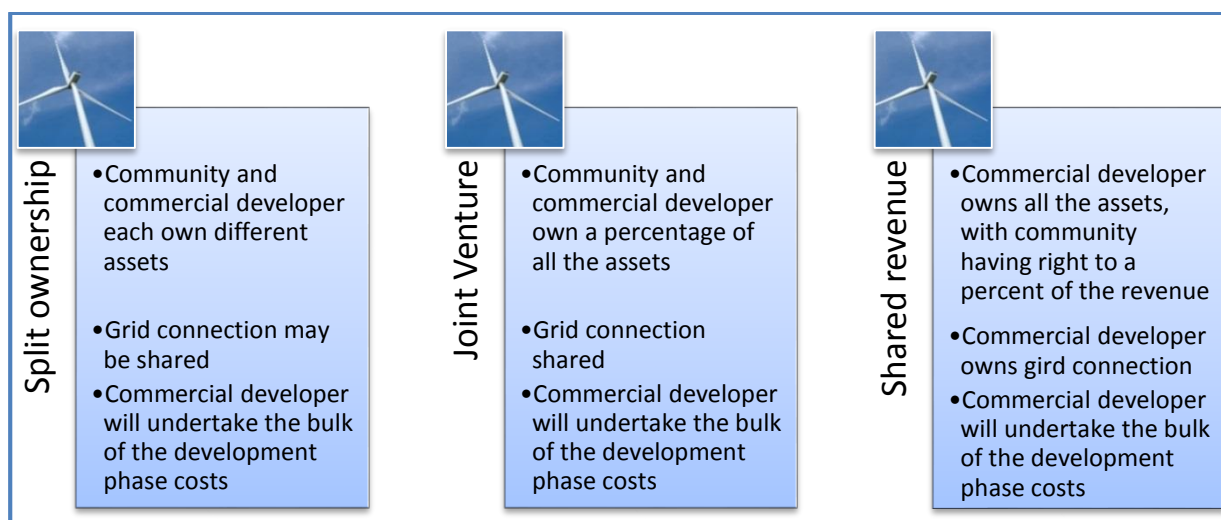 Split ownership
•Community and
commercial developer
each own different
assets
•Grid connection may
be shared
•Commercial developer
will undertake the bulk
of the development
phase costs
Joint Venture
•Community and
commercial developer
own a percentage of
all the assets
•Grid connection
shared
•Commercial developer
will undertake the bulk
of the development
phase costs
Shared revenue
•Commercial developer
owns all the assets,
with community
having right to a
percent of the revenue
•Commercial developer
owns gird connection
•Commercial developer
will undertake the bulk
of the development
phase costs